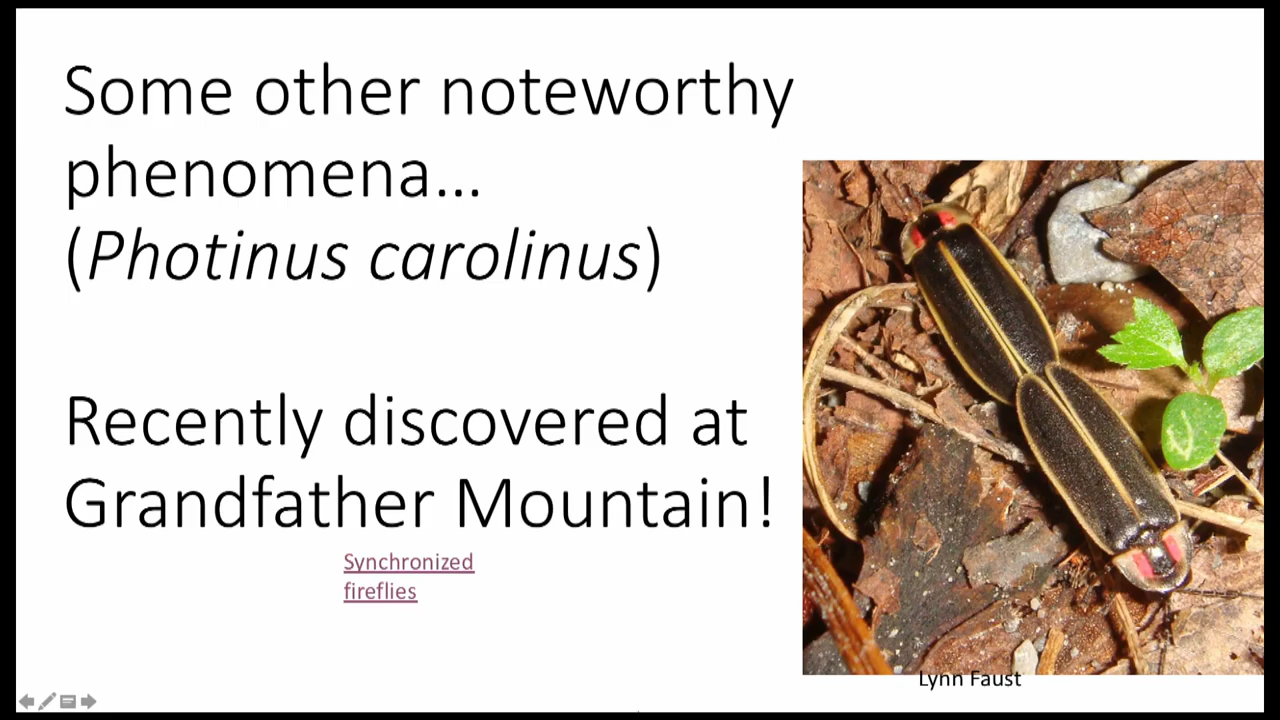 Some other noteworthy
phenomena...
(Photinus carolinus)
Recently discovered at
Grandfather Mountain!
Synchronized
fireflies
Lynn Faust